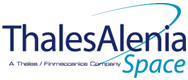 ThalesAlenia
A Thales / Finmeccanica Company
Space